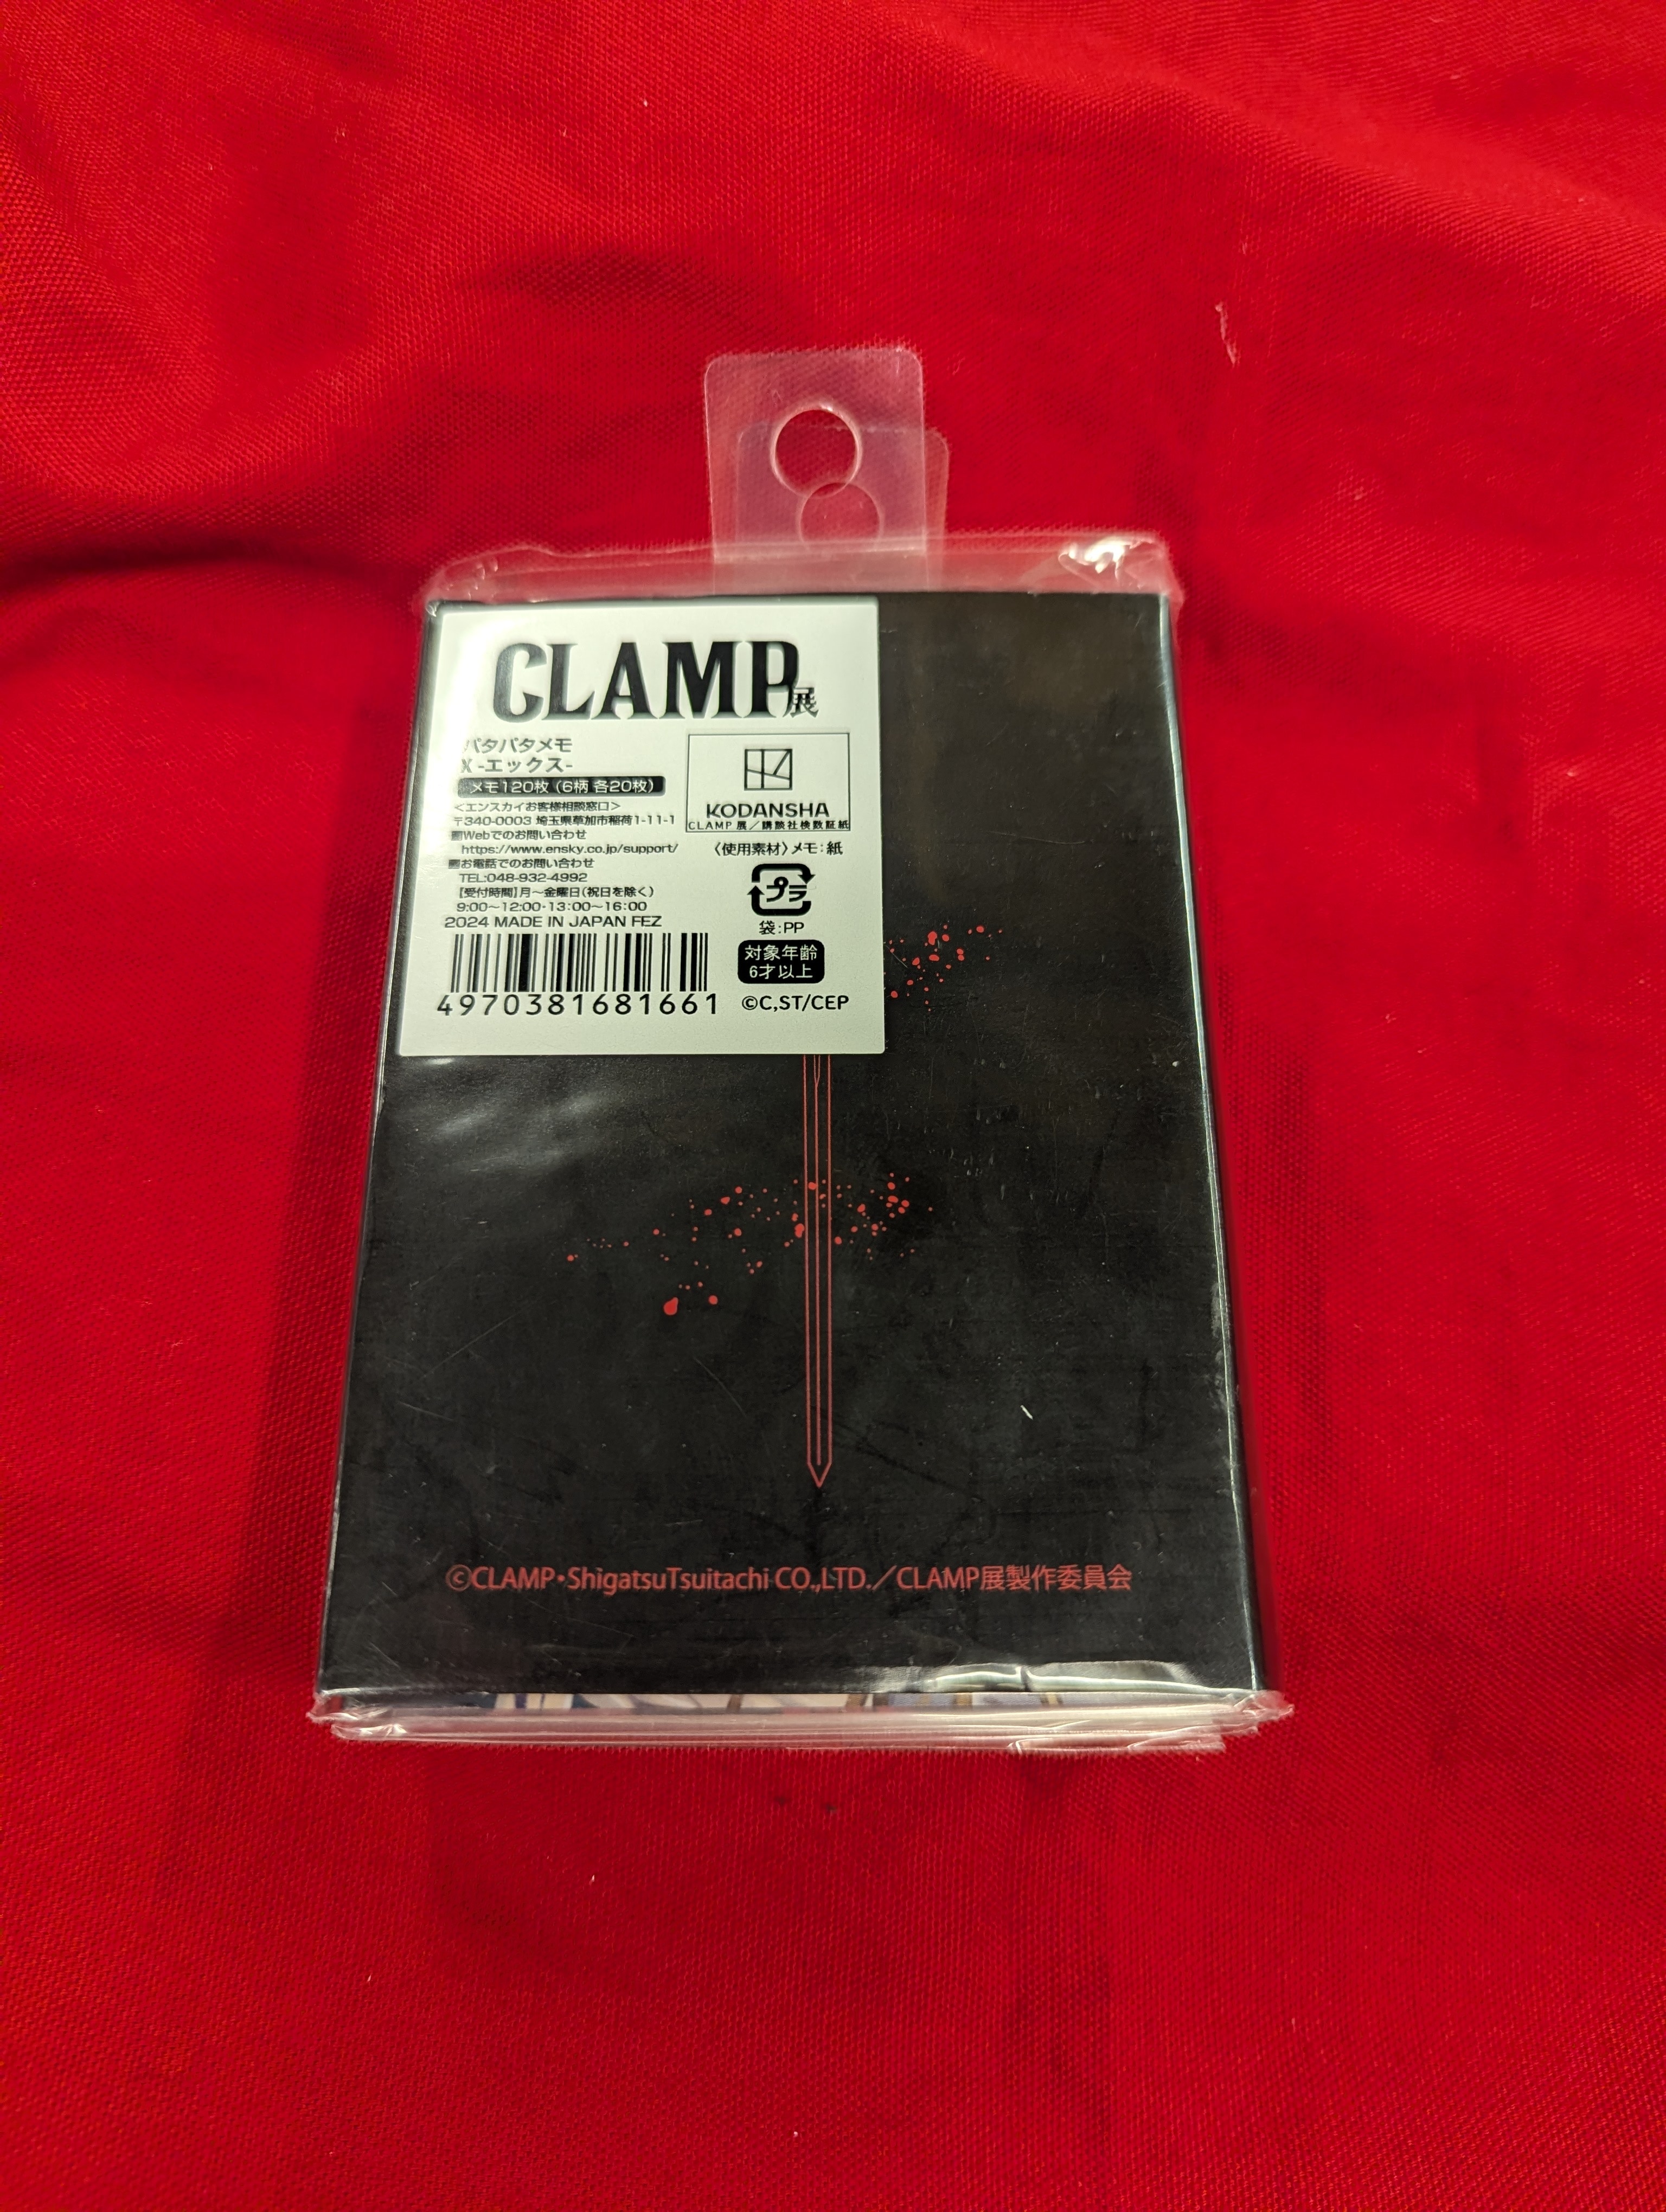 CLAMP展
パタパタメモ
X -エックス-
メモ120枚（6柄 各20枚）
＜エンスカイお客様相談窓口＞
〒340-0003 埼玉県草加市稲荷1-11-1
■Webでのお問い合わせ
https://www.ensky.co.jp/support/
■お電話でのお問い合わせ
TEL:048-932-4992
【受付時間】月～金曜日（祝日を除く）
9:00～12:00・13:00～16:00
2024 MADE IN JAPAN FEZ
4970381681661
KODANSHA
CLAMP展／講談社検数証紙
〈使用素材〉メモ：紙
プラ
袋：PP
対象年齢
6才以上
©C,ST/CEP
©CLAMP・ShigatsuTsuitachi CO.,LTD.／CLAMP展製作委員会